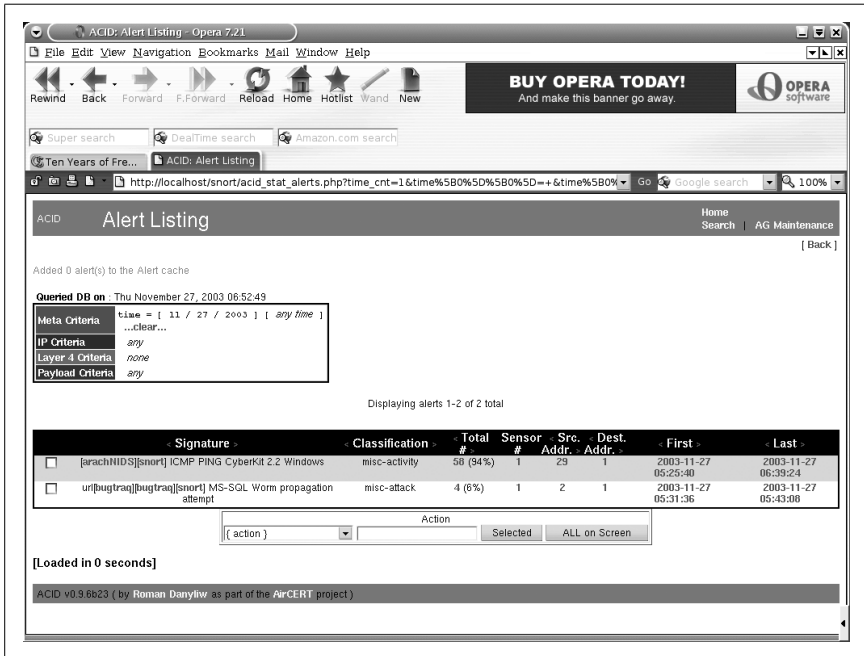 ACID: Alert Listing - Opera 7.21
File Edit View Navigation Bookmarks Mail Window Help
Rewind Back Forward F.Forward Reload Home Hotlist Wand New
BUY OPERA TODAY!
And make this banner go away.
OPERA
software
Super search DealTime search Amazon.com search
Ten Years of Fre... ACID: Alert Listing
http://localhost/snort/acid_stat_alerts.php?time_cnt=1&time%5B0%5D%5B0%5D=+&time%5B0% Go Google search 100%
ACID Alert Listing
Home
Search | AG Maintenance
[ Back ]
Added 0 alert(s) to the Alert cache
Queried DB on : Thu November 27, 2003 06:52:49
Meta Criteria time = [ 11 / 27 / 2003 ] [ any time ]
...clear...
IP Criteria any
Layer 4 Criteria none
Payload Criteria any
Displaying alerts 1-2 of 2 total
< Signature > < Classification > < Total # > Sensor # < Src. Addr. > < Dest. Addr. > < First > < Last >
[arachNIDS][snort] ICMP PING CyberKit 2.2 Windows misc-activity 58 (94%) 1 29 1 2003-11-27 05:25:40 2003-11-27 06:39:24
url[bugtraq][bugtraq][snort] MS-SQL Worm propagation attempt misc-attack 4 (6%) 1 2 1 2003-11-27 05:31:36 2003-11-27 05:43:08
Action
{ action } Selected ALL on Screen
[Loaded in 0 seconds]
ACID v0.9.6b23 ( by Roman Danyliw as part of the AirCERT project )